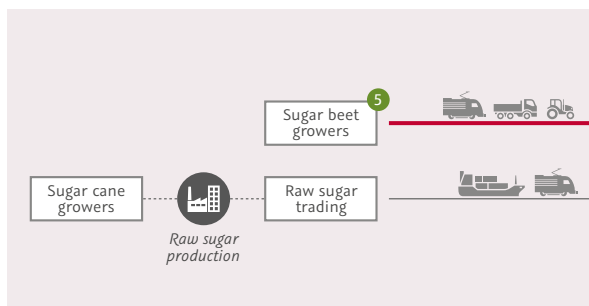 5
Sugar beet
growers
Sugar cane
growers
Raw sugar
trading
Raw sugar
production